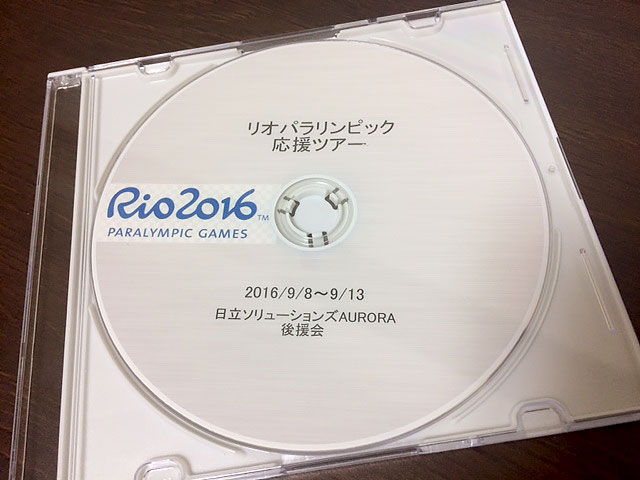 リオパラリンピック
応援ツアー
Rio2016™
PARALYMPIC GAMES
2016/9/8～9/13
日立ソリューションズAURORA
後援会